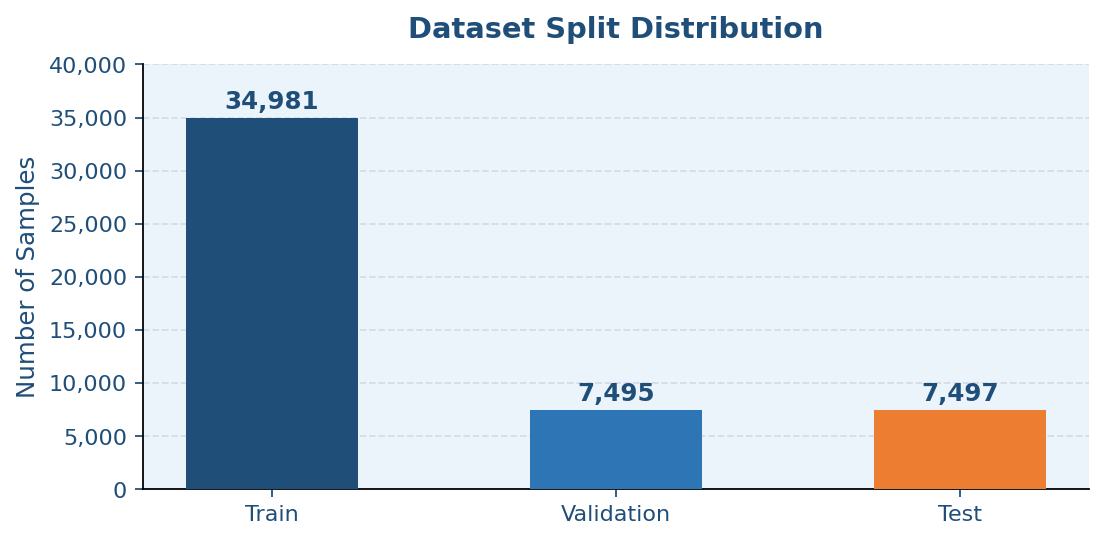 Dataset Split Distribution
Number of Samples
40,000
35,000
30,000
25,000
20,000
15,000
10,000
5,000
0
34,981
7,495
7,497
Train
Validation
Test